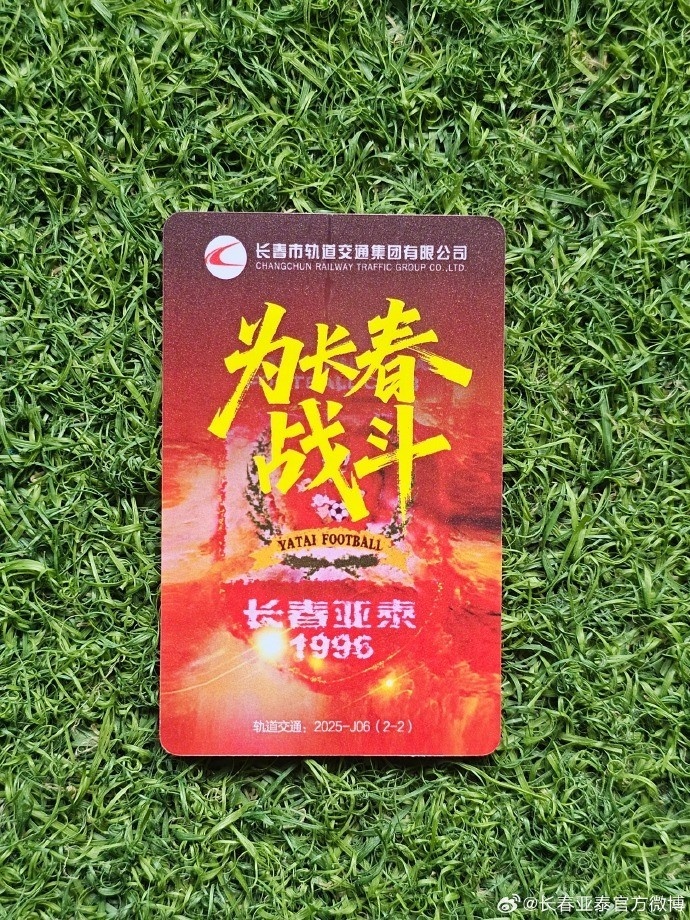 长春市轨道交通集团有限公司
CHANGCHUN RAILWAY TRAFFIC GROUP CO.,LTD
为长春
战斗
YATAI FOOTBALL
长春亚泰
1996
轨道交通：2025-J06（2-2）
@长春亚泰官方微博